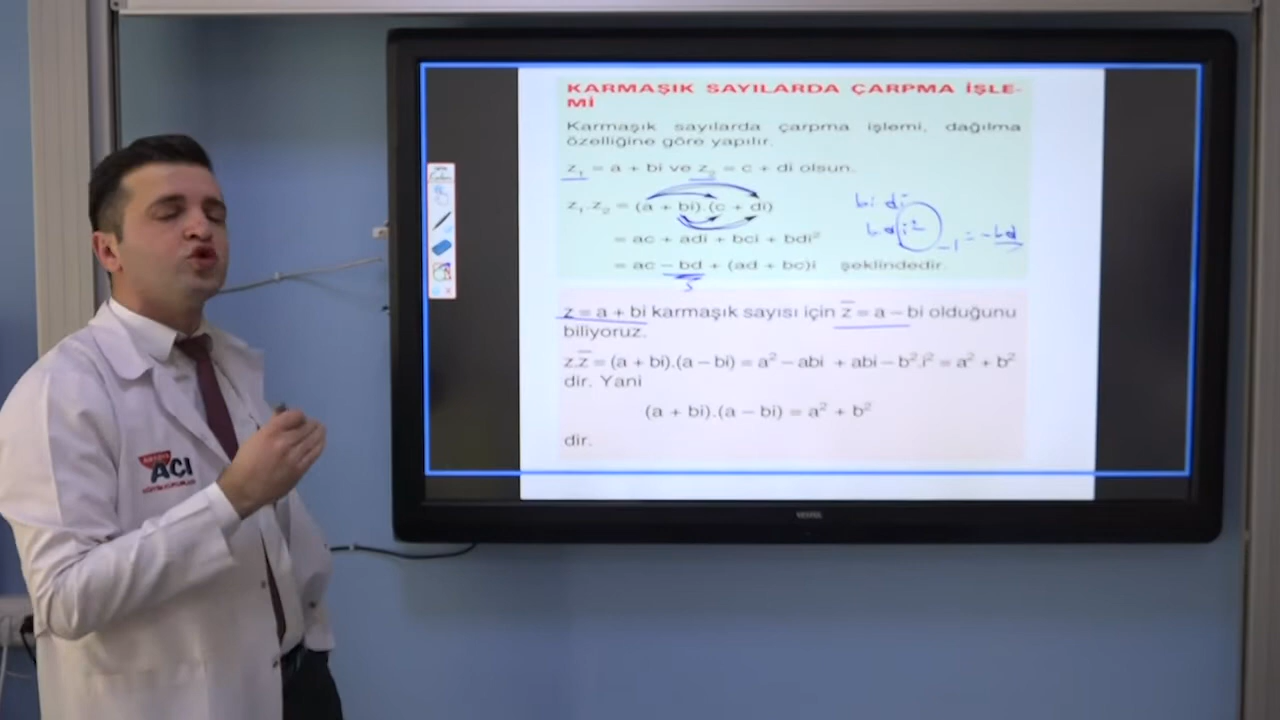 KARMAŞIK SAYILARDA ÇARPMA İŞLE-
Mİ
Karmaşık sayılarda çarpma işlemi, dağılma
özelliğine göre yapılır.
z₁ = a + bi ve z₂ = c + di olsun.
z₁.z₂ = (a + bi).(c + di)
= ac + adi + bci + bdi²
= ac – bd + (ad + bc)i şeklindedir.
bi di
bd i²
-1 = -bd
z = a + bi karmaşık sayısı için z̅ = a – bi olduğunu
biliyoruz.
z.z̅ = (a + bi).(a – bi) = a² – abi + abi – b².i² = a² + b²
dir. Yani
(a + bi).(a – bi) = a² + b²
dir.
AÇI
VESTEL